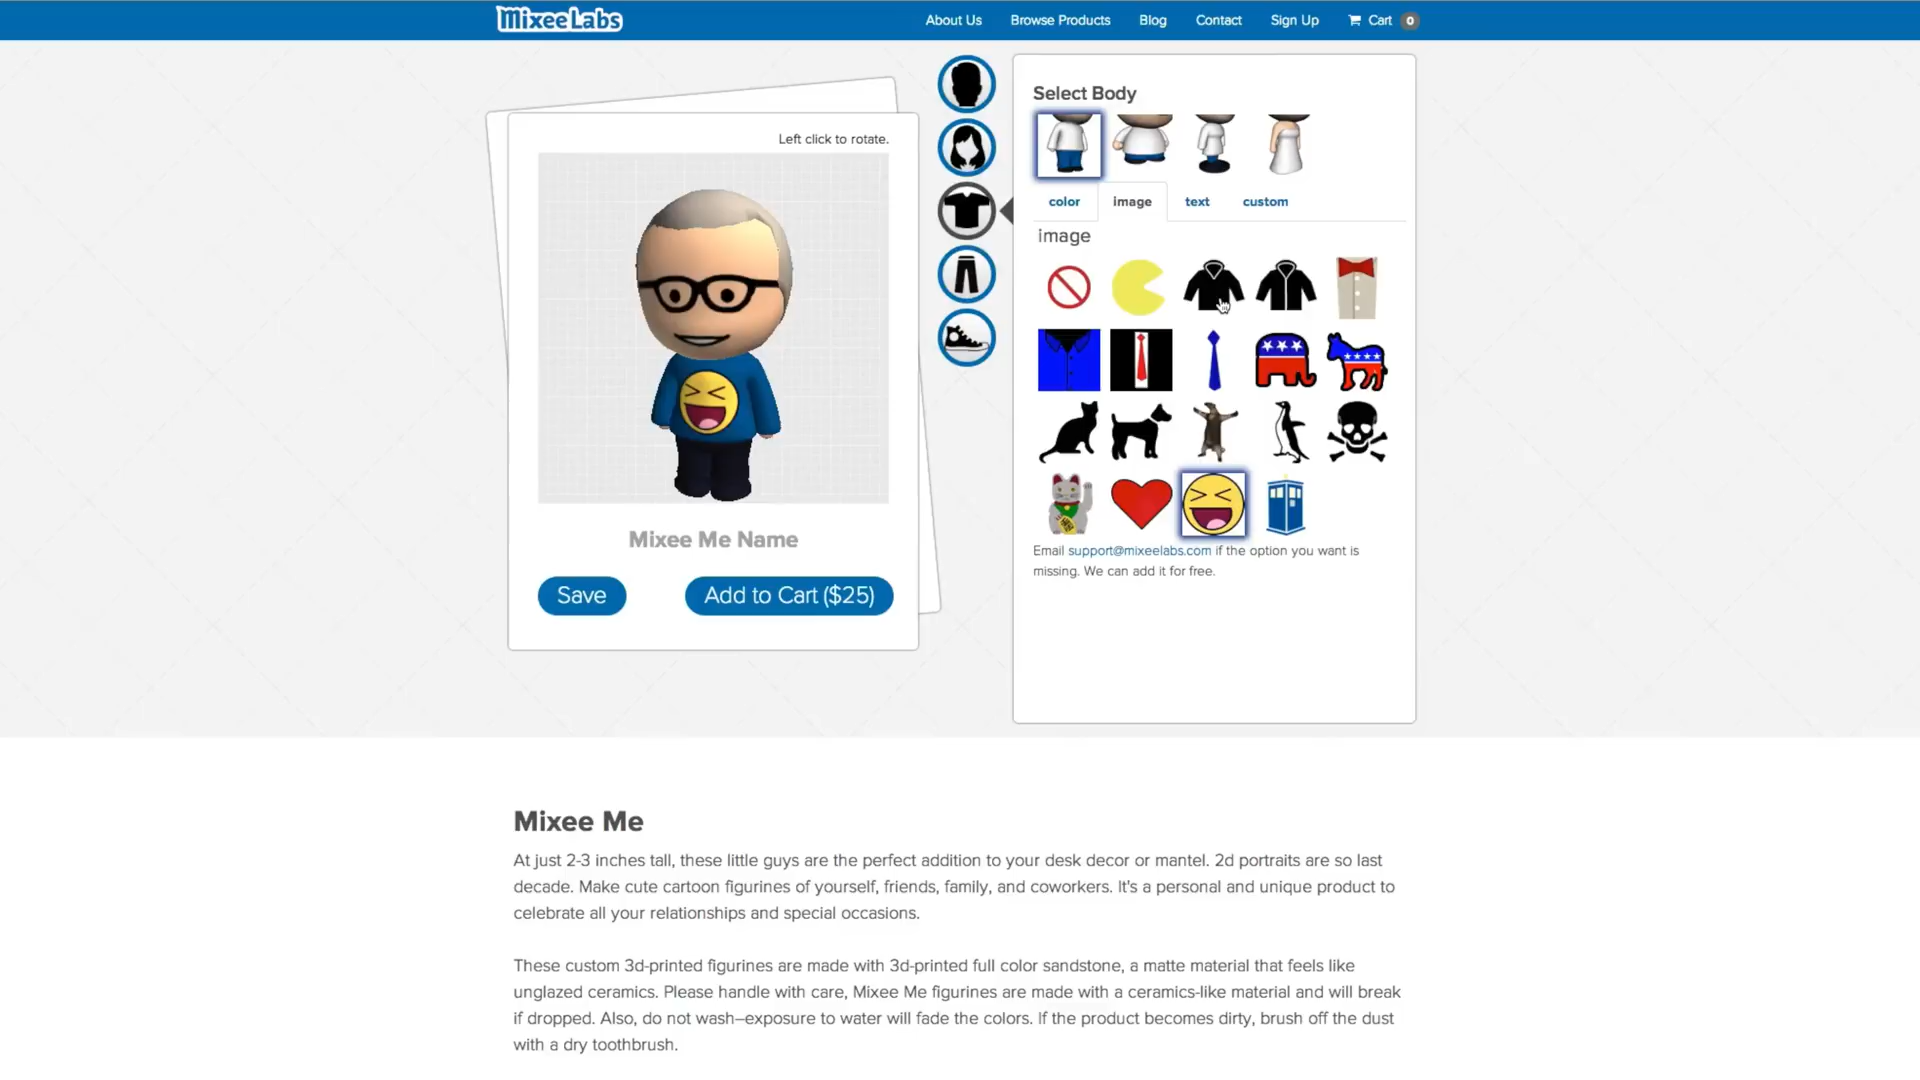 MixeeLabs
About Us
Browse Products
Blog
Contact
Sign Up
Cart
0
Left click to rotate.
Mixee Me Name
Save
Add to Cart ($25)
Select Body
color
image
text
custom
image
Email support@mixeelabs.com if the option you want is
missing. We can add it for free.
Mixee Me
At just 2-3 inches tall, these little guys are the perfect addition to your desk decor or mantel. 2d portraits are so last
decade. Make cute cartoon figurines of yourself, friends, family, and coworkers. It's a personal and unique product to
celebrate all your relationships and special occasions.
These custom 3d-printed figurines are made with 3d-printed full color sandstone, a matte material that feels like
unglazed ceramics. Please handle with care, Mixee Me figurines are made with a ceramics-like material and will break
if dropped. Also, do not wash–exposure to water will fade the colors. If the product becomes dirty, brush off the dust
with a dry toothbrush.